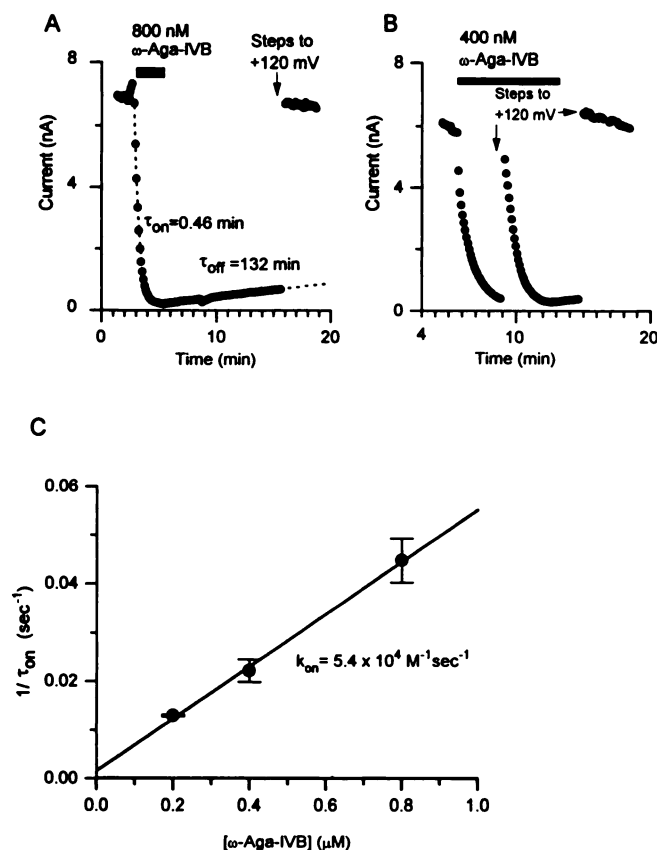 A
800 nM
ω-Aga-IVB
Steps to
+120 mV
Current (nA)
8
4
0
τon=0.46 min
τoff =132 min
0
10
20
Time (min)
B
400 nM
ω-Aga-IVB
Steps to
+120 mV
Current (nA)
8
4
0
4
10
20
Time (min)
C
1/ τon (sec⁻¹)
0.06
0.04
0.02
0.00
kon= 5.4 x 10⁴ M⁻¹sec⁻¹
0.0
0.2
0.4
0.6
0.8
1.0
[ω-Aga-IVB] (μM)